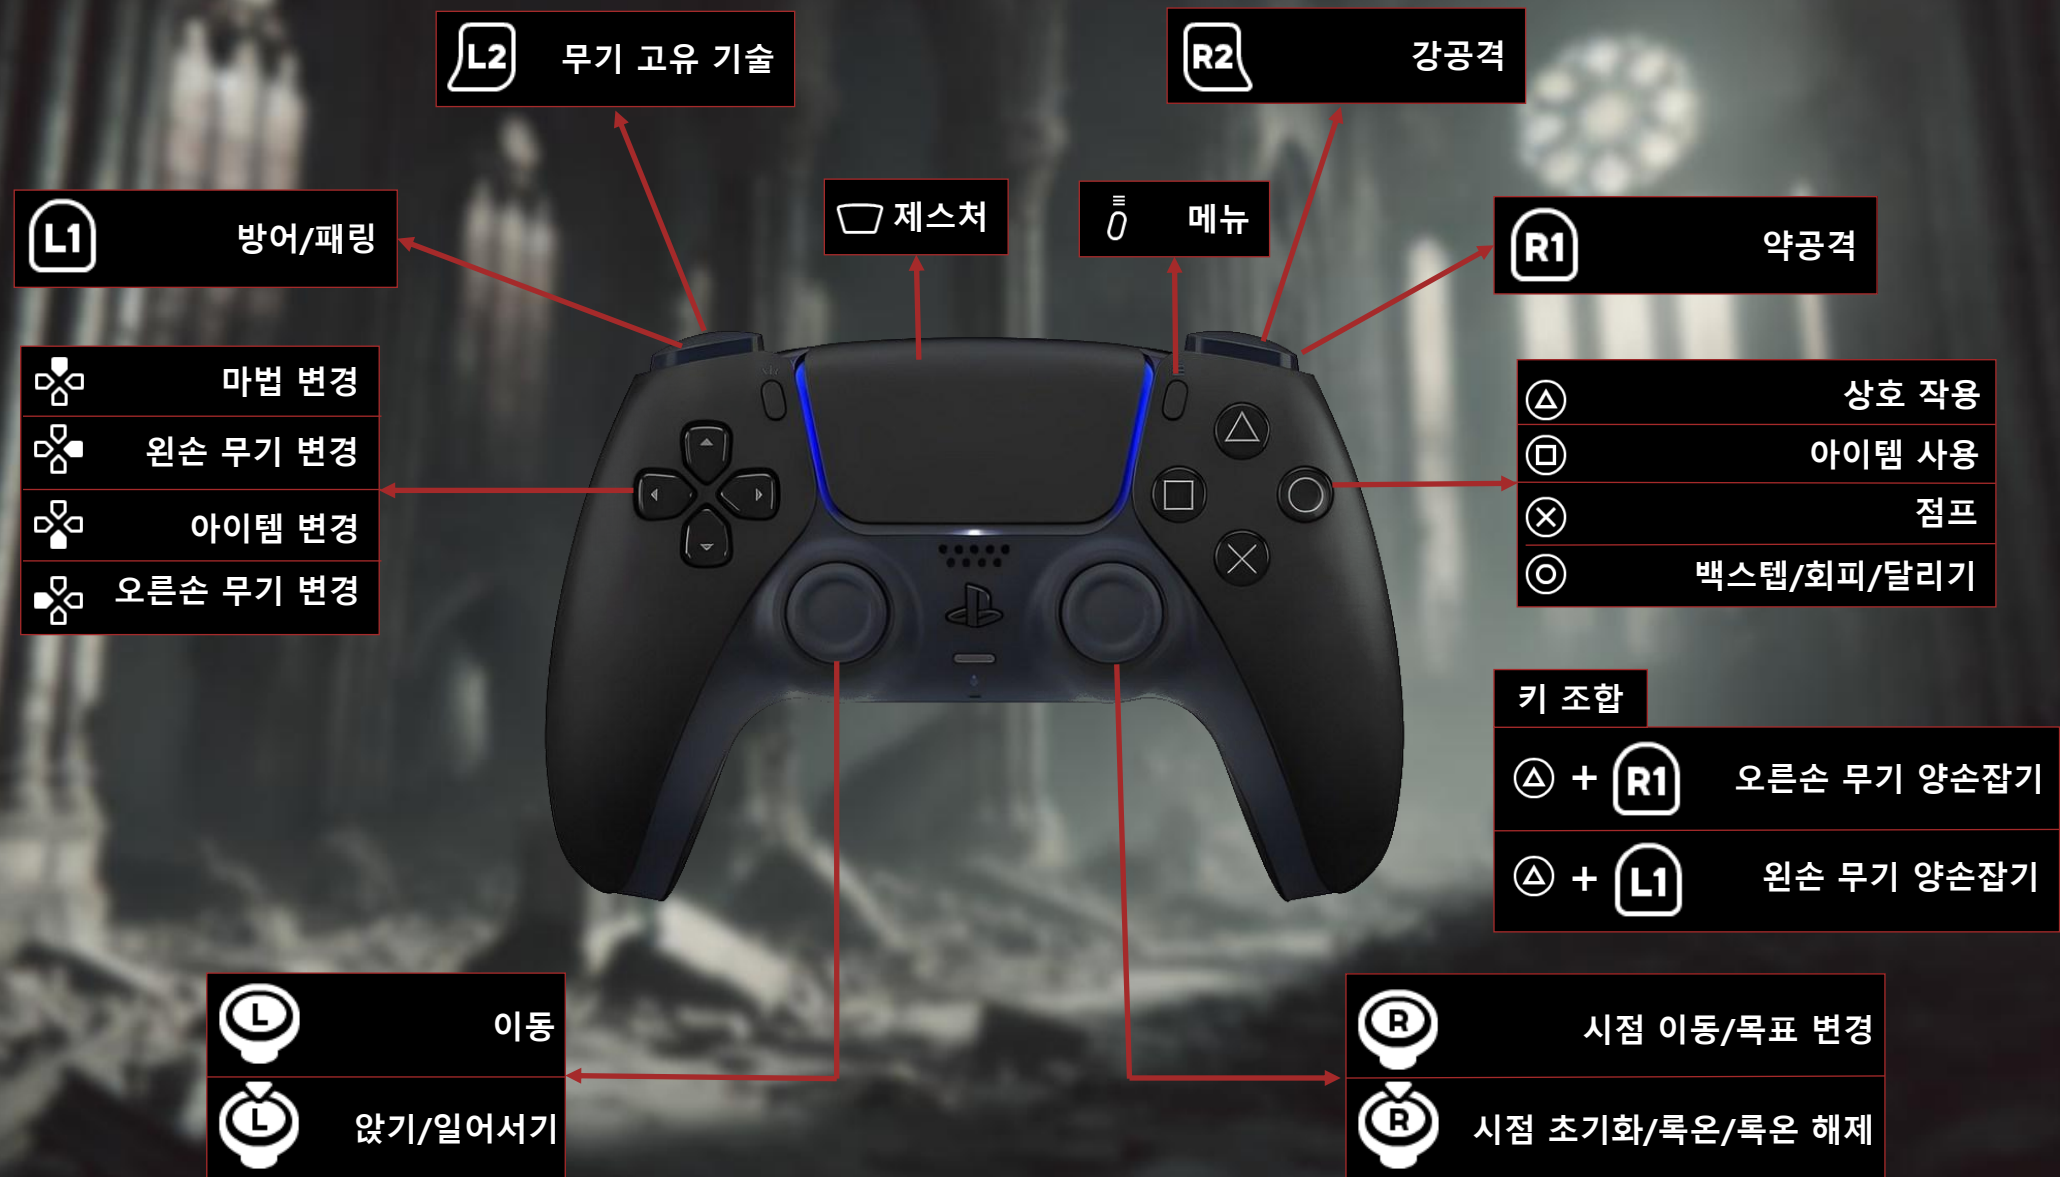 L2 무기 고유 기술
R2 강공격
L1 방어/패링
제스처
메뉴
R1 약공격
마법 변경
왼손 무기 변경
아이템 변경
오른손 무기 변경
상호 작용
아이템 사용
점프
백스텝/회피/달리기
키 조합
+ R1 오른손 무기 양손잡기
+ L1 왼손 무기 양손잡기
L 이동
L 앉기/일어서기
R 시점 이동/목표 변경
R 시점 초기화/록온/록온 해제